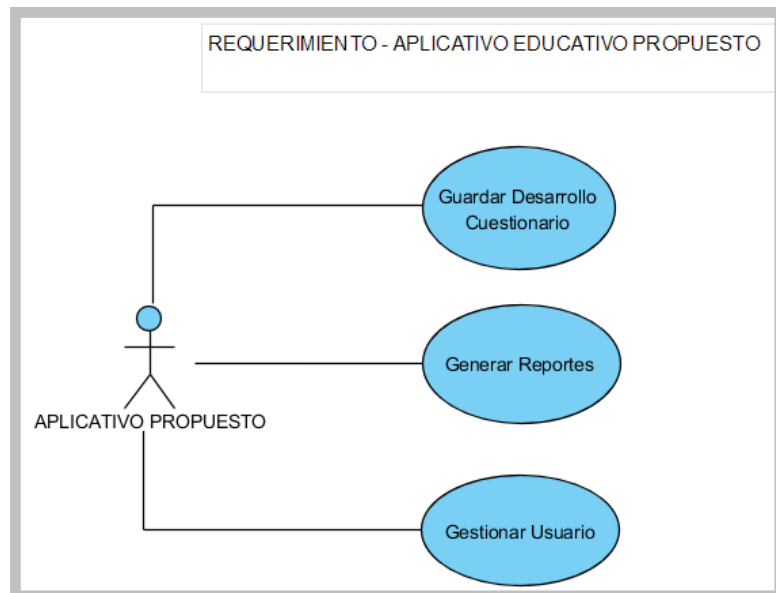 REQUERIMIENTO - APLICATIVO EDUCATIVO PROPUESTO
Guardar Desarrollo
Cuestionario
Generar Reportes
APLICATIVO PROPUESTO
Gestionar Usuario